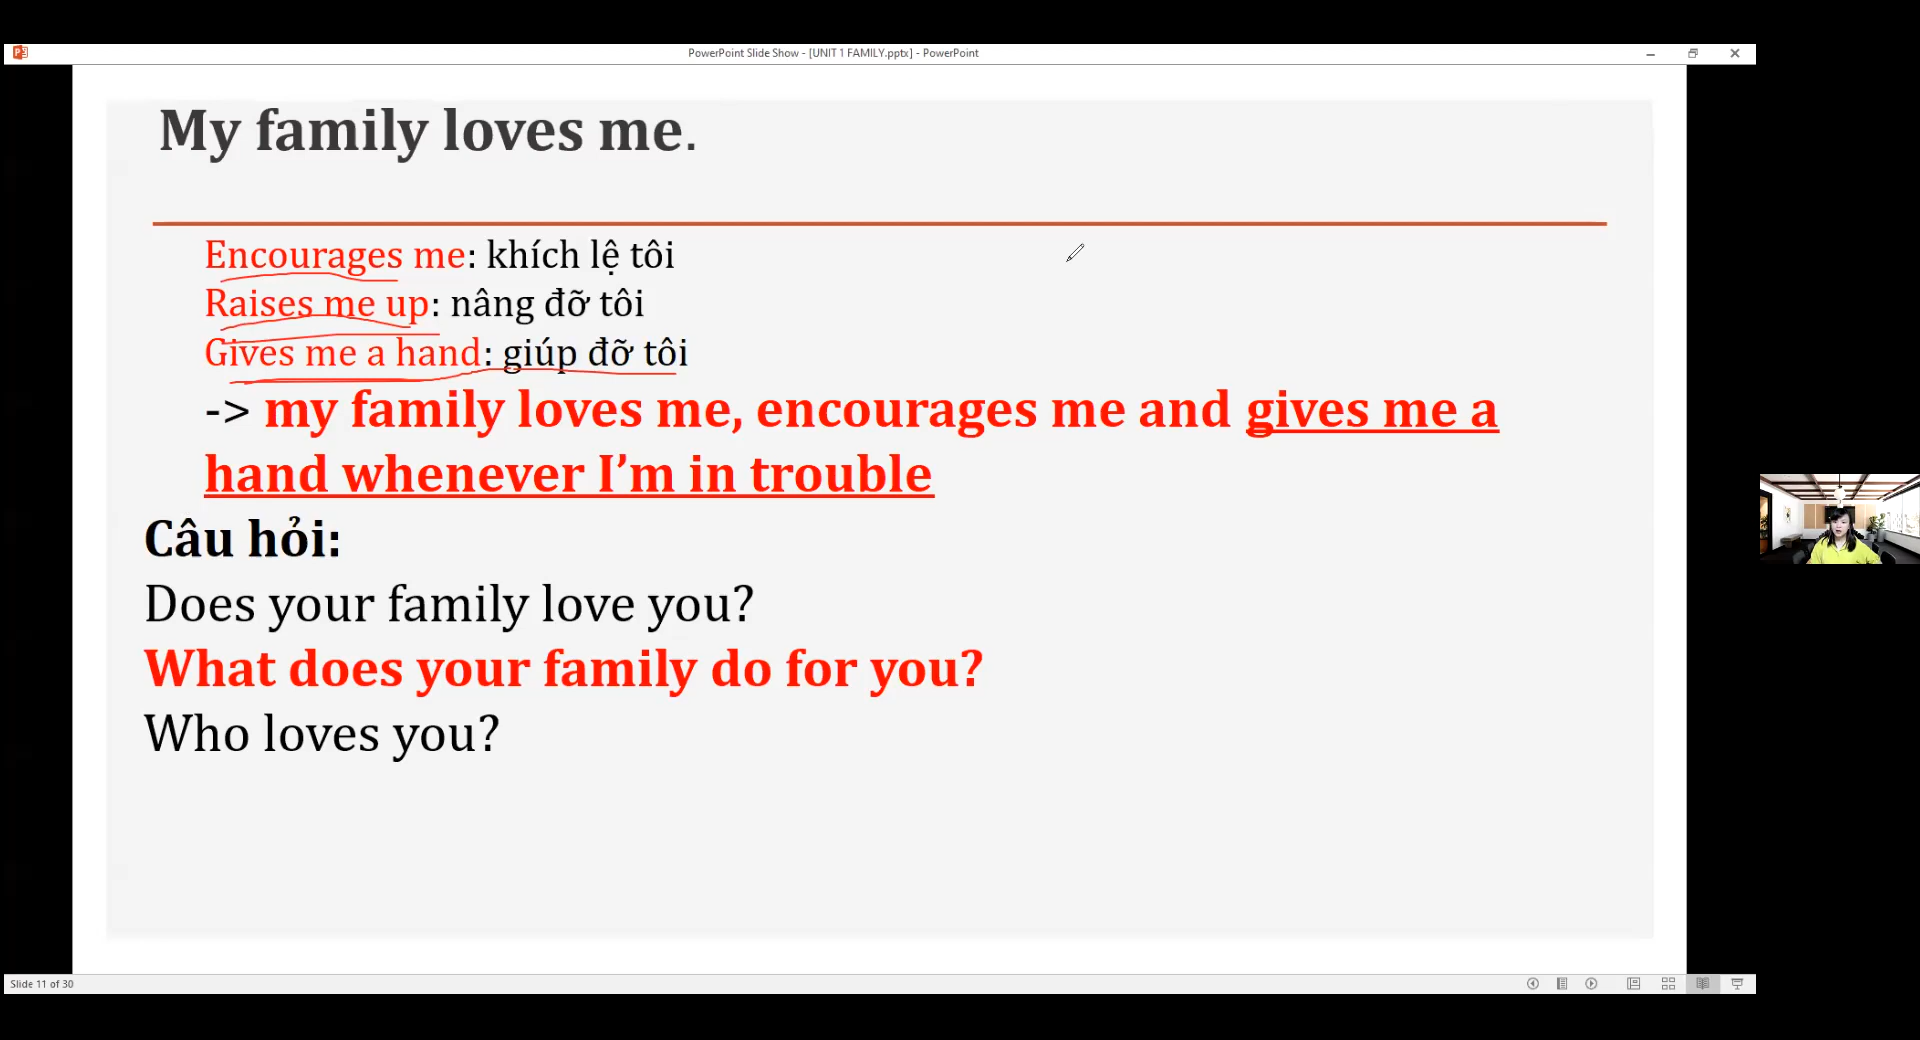 PowerPoint Slide Show - [UNIT 1 FAMILY.pptx] - PowerPoint
My family loves me.
Encourages me: khích lệ tôi
Raises me up: nâng đỡ tôi
Gives me a hand: giúp đỡ tôi
-> my family loves me, encourages me and gives me a
hand whenever I’m in trouble
Câu hỏi:
Does your family love you?
What does your family do for you?
Who loves you?
Slide 11 of 30